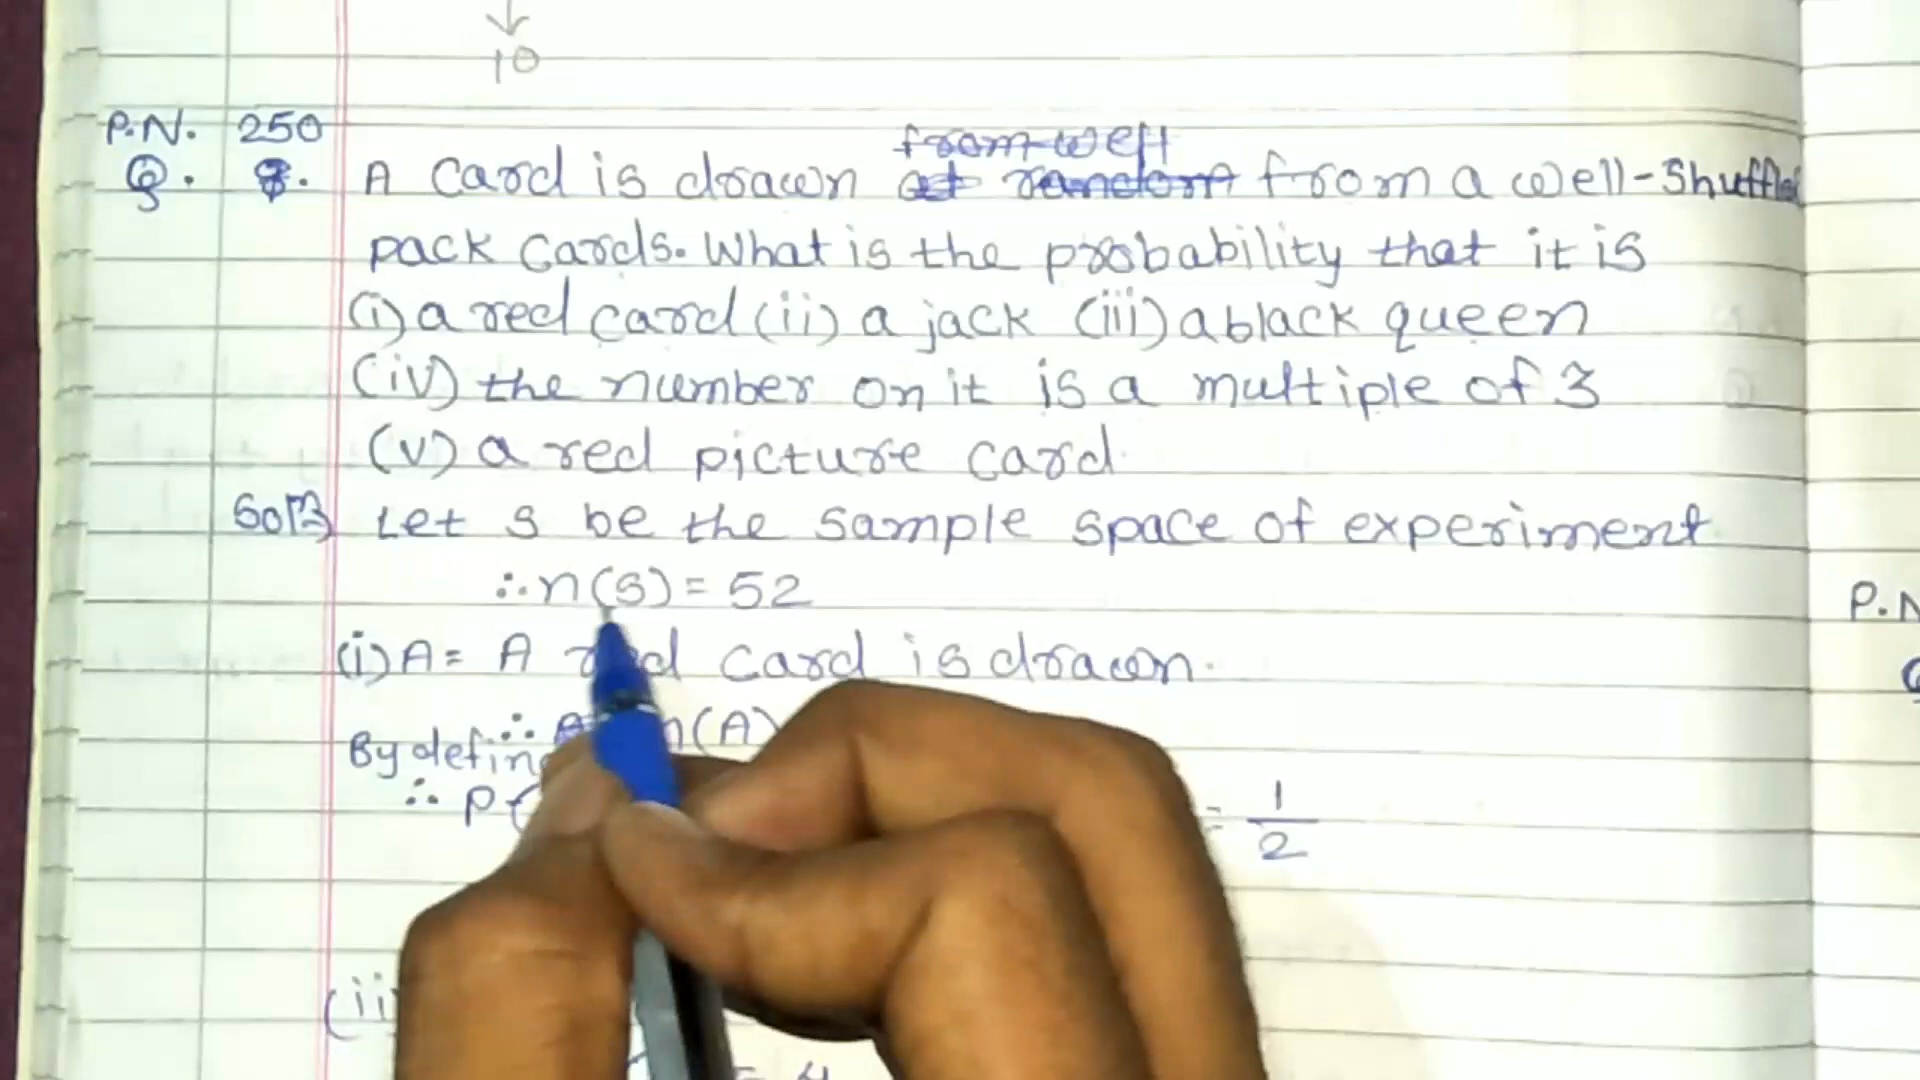 10
P.N. 250
from well
Q. 8. A card is drawn at random from a well-shuffled
pack cards. What is the probability that it is
(i) a red card (ii) a jack (iii) a black queen
(iv) the number on it is a multiple of 3
(v) a red picture card.
Soln Let S be the sample space of experiment
∴ n(S) = 52
(i) A = A red card is drawn.
∴ n(A)
By defin
∴ P( = 1/2
(ii)
= 4
P.N